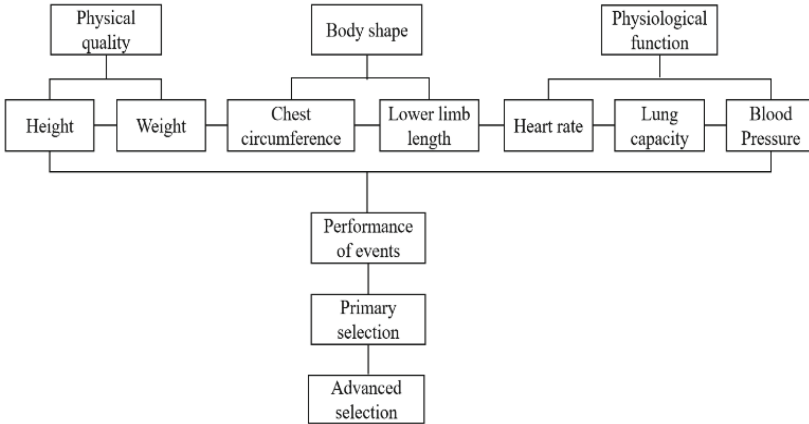 Physical
quality
Body shape
Physiological
function
Height
Weight
Chest
circumference
Lower limb
length
Heart rate
Lung
capacity
Blood
Pressure
Performance
of events
Primary
selection
Advanced
selection